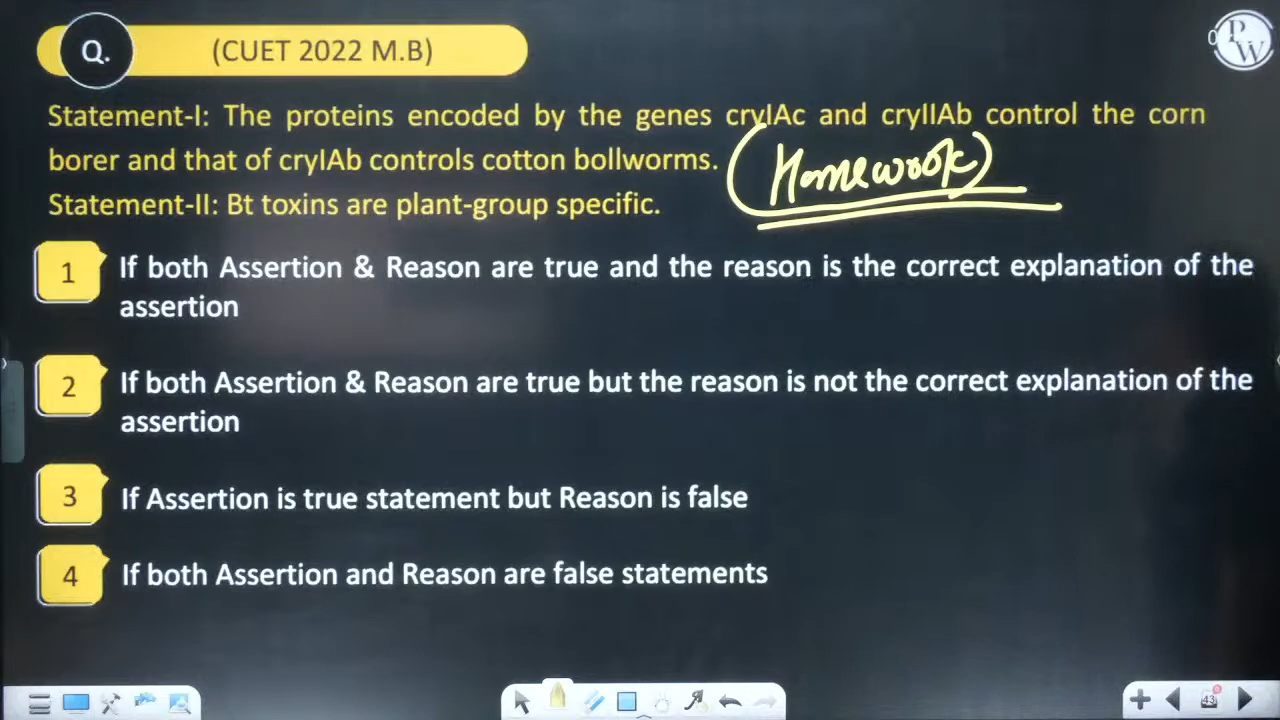 Q. (CUET 2022 M.B)
PW
Statement-I: The proteins encoded by the genes cryIAc and cryIIAb control the corn
borer and that of cryIAb controls cotton bollworms.
(Homework)
Statement-II: Bt toxins are plant-group specific.
1 If both Assertion & Reason are true and the reason is the correct explanation of the
assertion
2 If both Assertion & Reason are true but the reason is not the correct explanation of the
assertion
3 If Assertion is true statement but Reason is false
4 If both Assertion and Reason are false statements
43